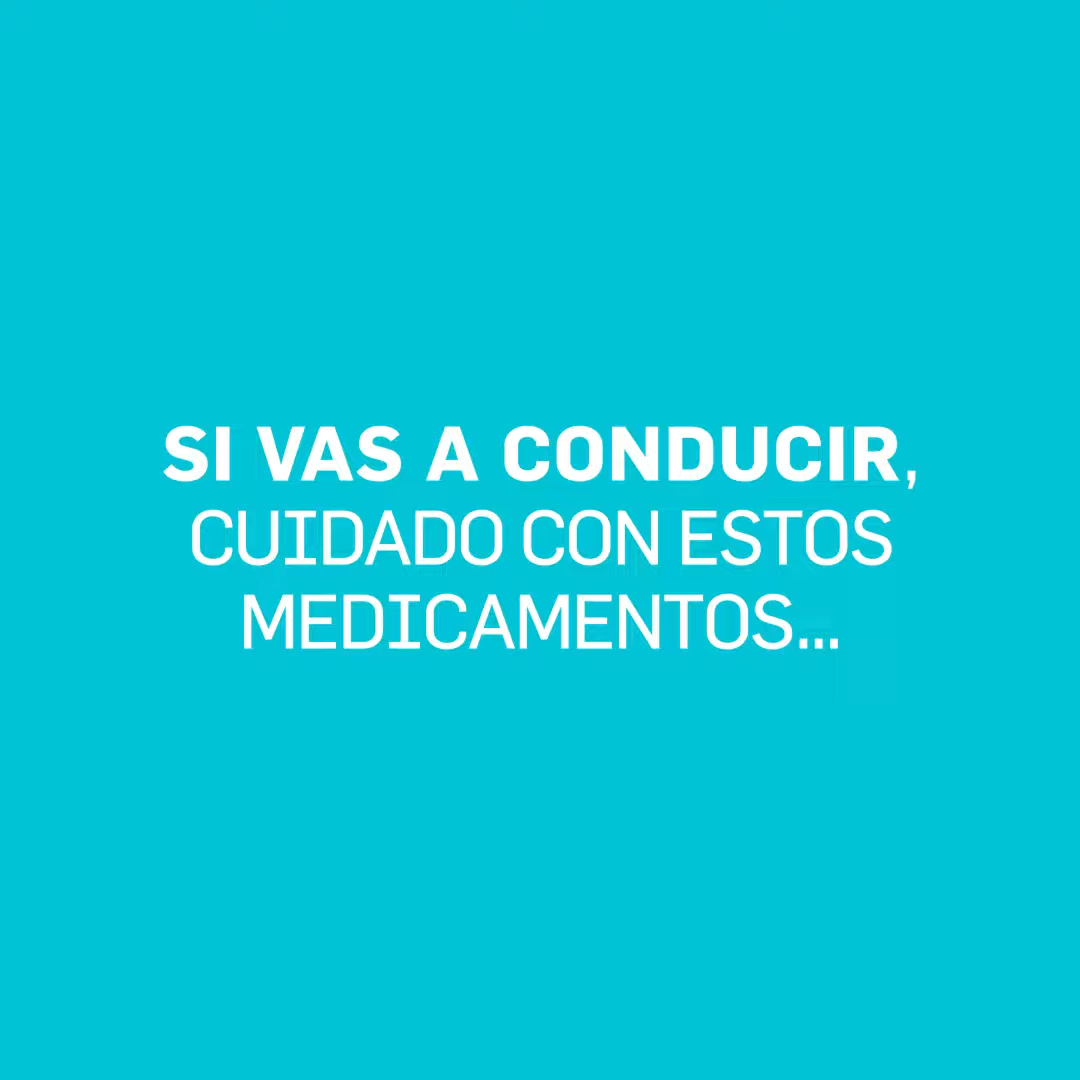 SI VAS A CONDUCIR,
CUIDADO CON ESTOS
MEDICAMENTOS...